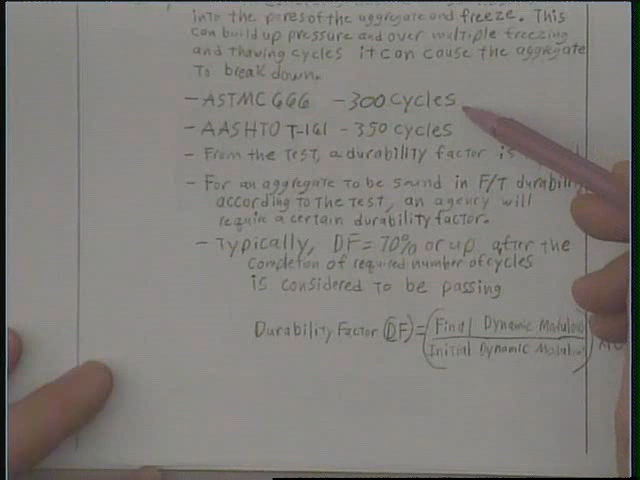 into the pores of the aggregate and freeze. This
can build up pressure and over multiple freezing
and thawing cycles it can cause the aggregate
To break down.
- ASTM C 666 - 300 cycles
- AASHTO T-161 - 350 cycles
- From the Test, a durability factor is
- For an aggregate to be sound in F/T durability
according to the Test, an agency will
require a certain durability factor.
- Typically, DF = 70% or up after the
completion of required number of cycles
is considered to be passing
Durability Factor (DF) = (Final Dynamic Modulus
Initial Dynamic Modulus)